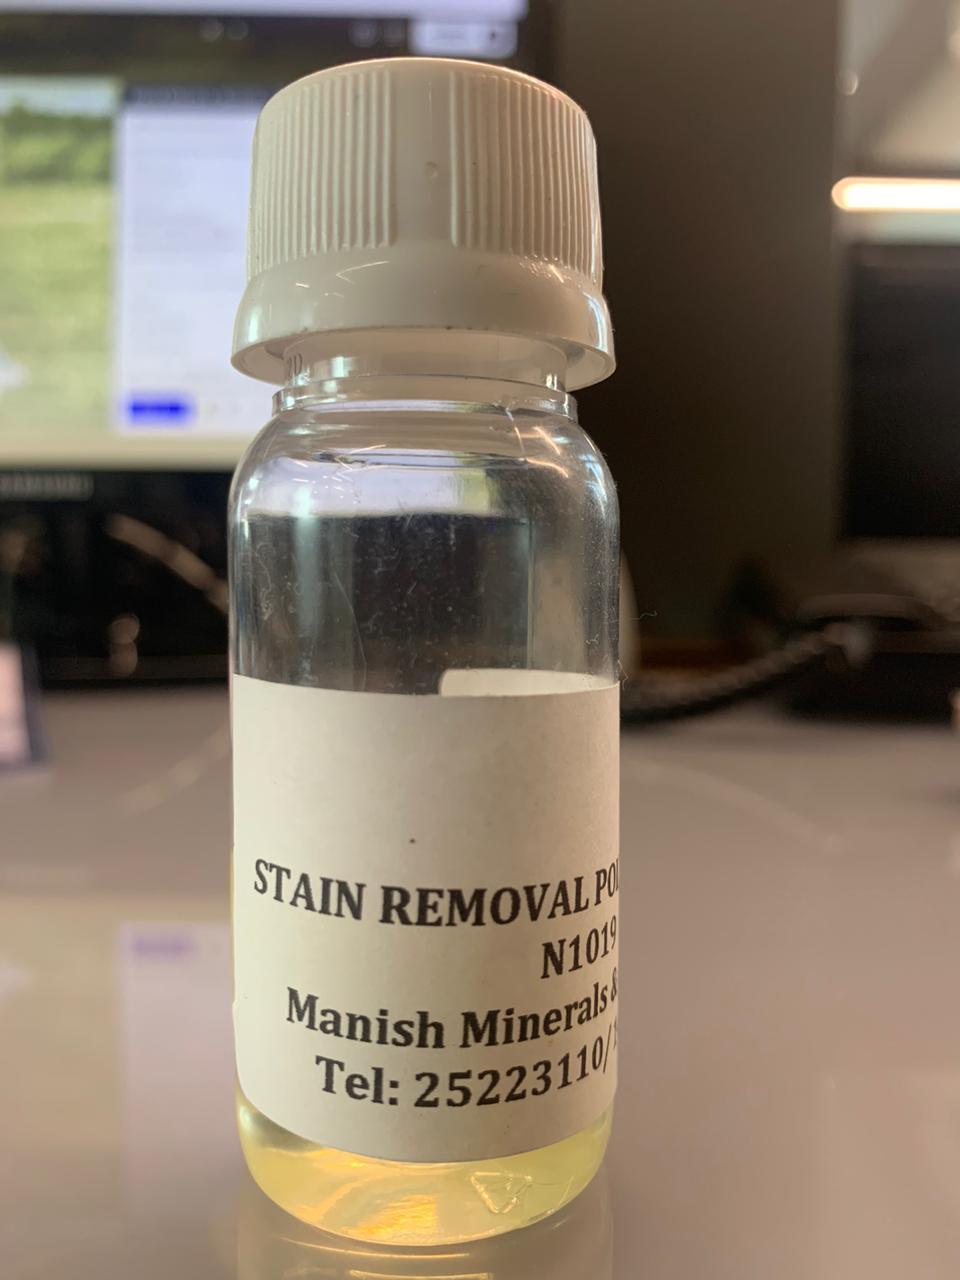 STAIN REMOVAL
N1019
Manish Minerals &
Tel: 25223110/